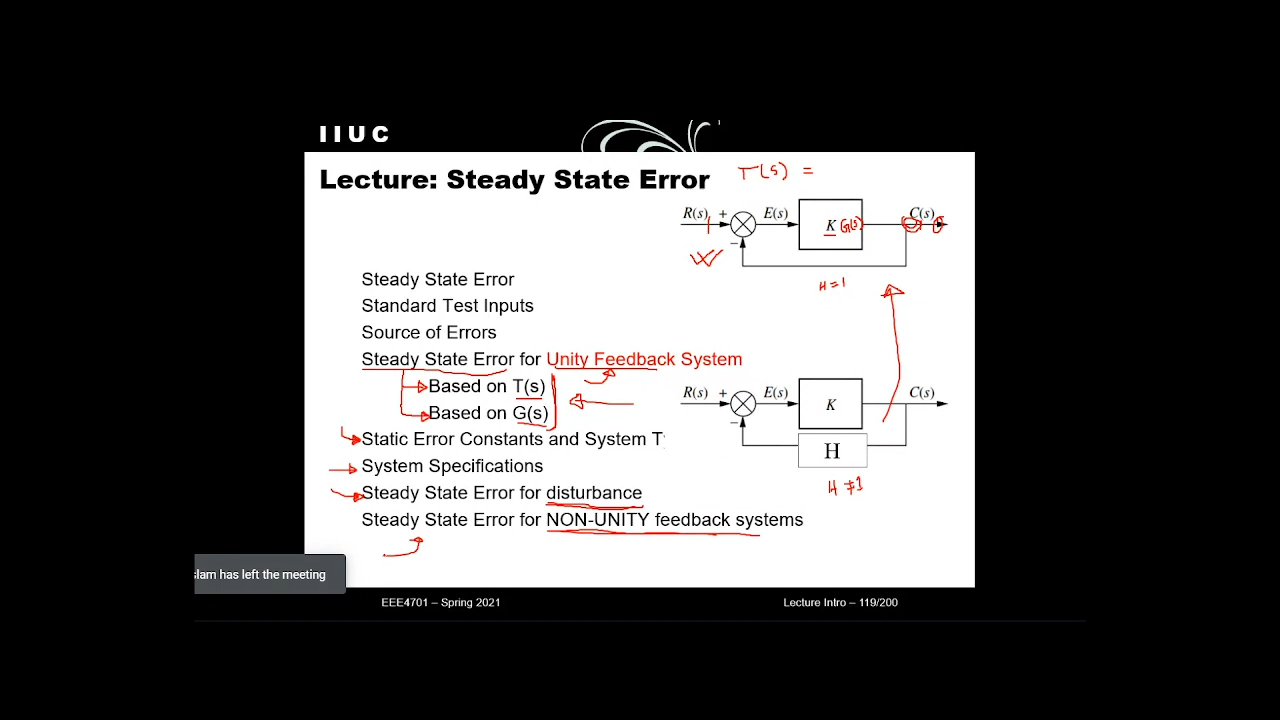 IIUC
Lecture: Steady State Error
T(s) =
R(s) + E(s) K G(s) C(s)
−
H = 1
Steady State Error
Standard Test Inputs
Source of Errors
Steady State Error for Unity Feedback System
Based on T(s)
Based on G(s)
Static Error Constants and System T
System Specifications
Steady State Error for disturbance
Steady State Error for NON-UNITY feedback systems
R(s) + E(s) K C(s)
−
H
H ≠ 1
slam has left the meeting
EEE4701 – Spring 2021
Lecture Intro – 119/200